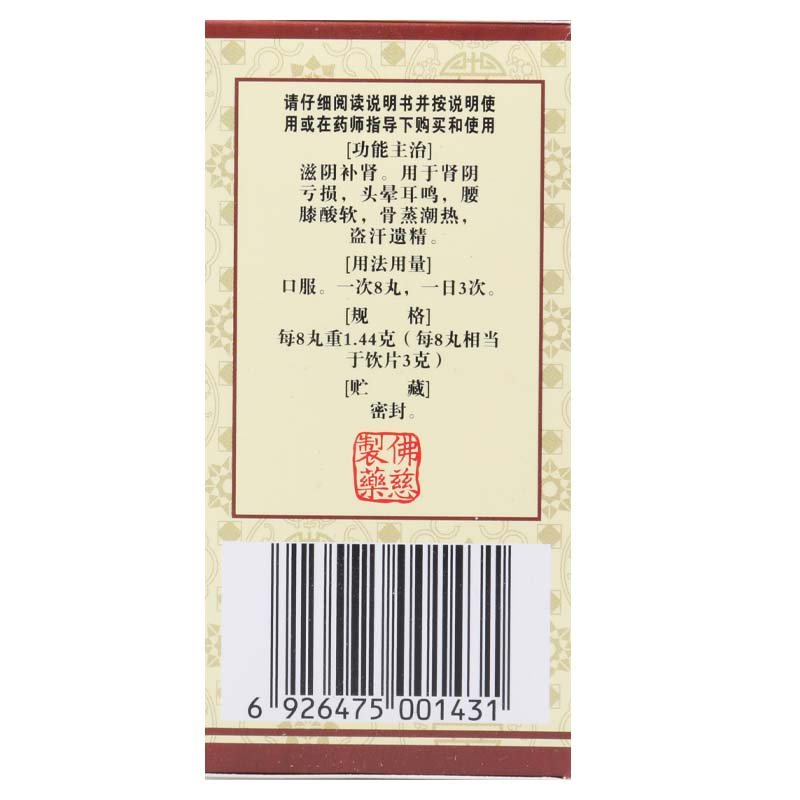 请仔细阅读说明书并按说明使
用或在药师指导下购买和使用
[功能主治]
滋阴补肾。用于肾阴
亏损，头晕耳鸣，腰
膝酸软，骨蒸潮热，
盗汗遗精。
[用法用量]
口服。一次8丸，一日3次。
[规 格]
每8丸重1.44克（每8丸相当
于饮片3克）
[贮 藏]
密封。
佛慈
製藥
6 926475 001431